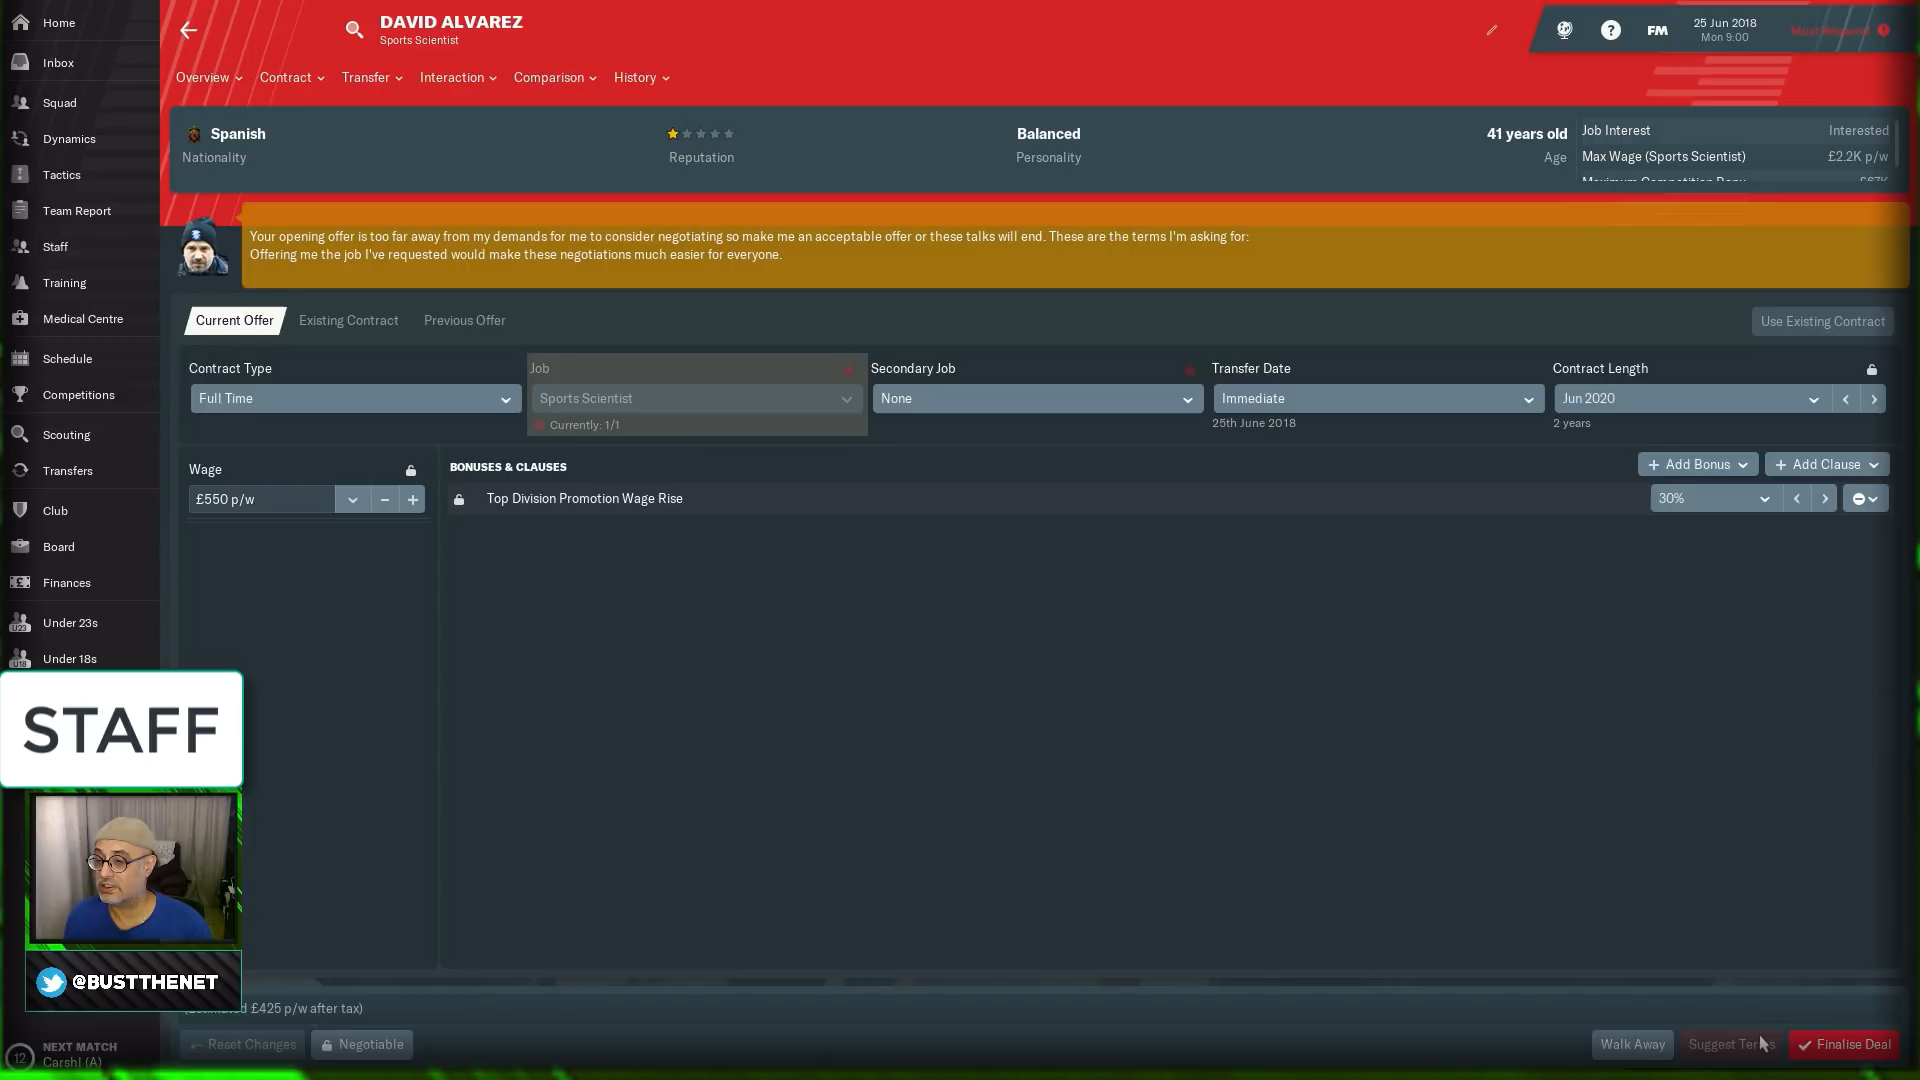 Home
Inbox
Squad
Dynamics
Tactics
Team Report
Staff
Training
Medical Centre
Schedule
Competitions
Scouting
Transfers
Club
Board
Finances
Under 23s
Under 18s
DAVID ALVAREZ
Sports Scientist
FM
25 Jun 2018
Mon 9:00
Must Respond
Overview
Contract
Transfer
Interaction
Comparison
History
Spanish
Nationality
Reputation
Balanced
Personality
41 years old
Age
Job Interest Interested
Max Wage (Sports Scientist) £2.2K p/w
£67K
Your opening offer is too far away from my demands for me to consider negotiating so make me an acceptable offer or these talks will end. These are the terms I'm asking for:
Offering me the job I've requested would make these negotiations much easier for everyone.
Current Offer
Existing Contract
Previous Offer
Use Existing Contract
Contract Type
Full Time
Job
Sports Scientist
Currently: 1/1
Secondary Job
None
Transfer Date
Immediate
25th June 2018
Contract Length
Jun 2020
2 years
Wage
£550 p/w
BONUSES & CLAUSES
Add Bonus
Add Clause
Top Division Promotion Wage Rise
30%
STAFF
@BUSTTHENET
£425 p/w after tax)
Reset Changes
Negotiable
Walk Away
Suggest
Finalise Deal
12
NEXT MATCH
Carshi (A)